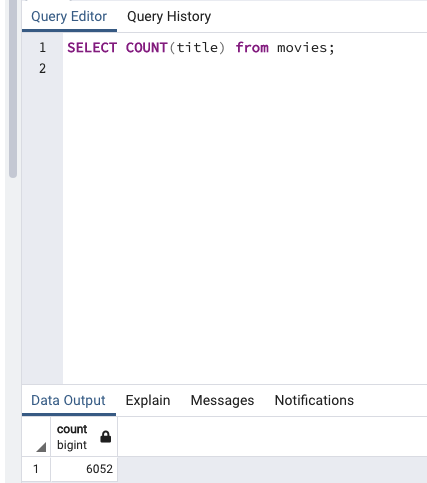 Query Editor Query History
1 SELECT COUNT(title) from movies;
2
Data Output Explain Messages Notifications
count
bigint
1 6052